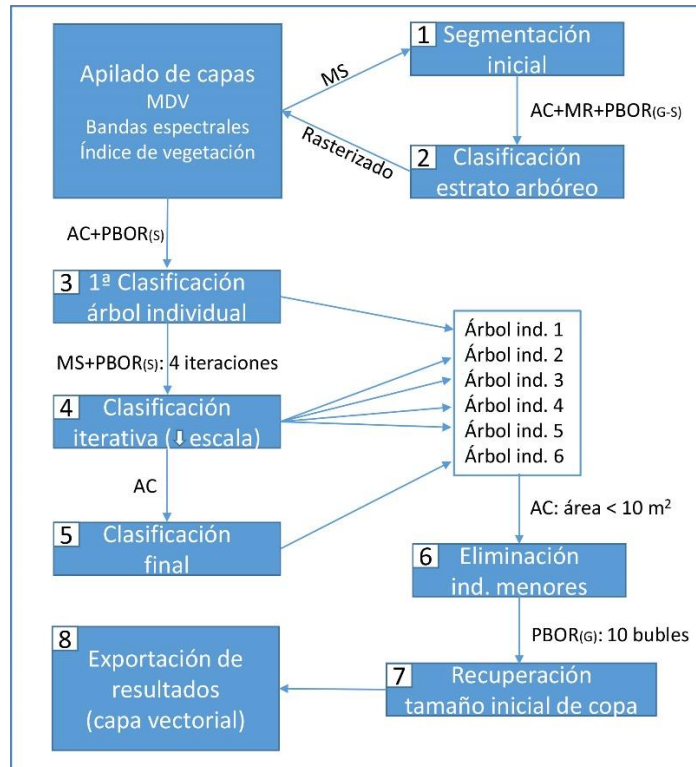 Apilado de capas
MDV
Bandas espectrales
Índice de vegetación
MS
1
Segmentación
inicial
AC+MR+PBOR(G-S)
Rasterizado
2
Clasificación
estrato arbóreo
AC+PBOR(S)
3
1ª Clasificación
árbol individual
MS+PBOR(S): 4 iteraciones
4
Clasificación
iterativa (⬇ escala)
AC
5
Clasificación
final
Árbol ind. 1
Árbol ind. 2
Árbol ind. 3
Árbol ind. 4
Árbol ind. 5
Árbol ind. 6
AC: área < 10 m²
6
Eliminación
ind. menores
PBOR(G): 10 bubles
7
Recuperación
tamaño inicial de copa
8
Exportación de
resultados
(capa vectorial)